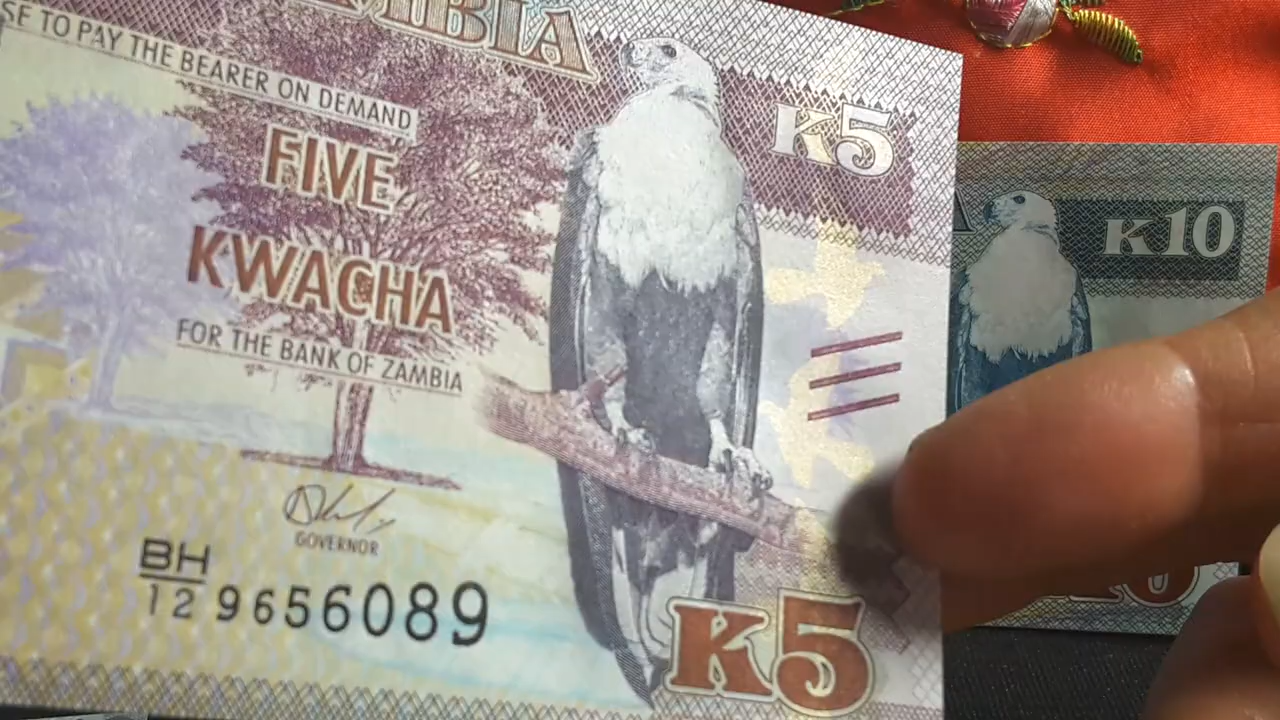 MBIA
SE TO PAY THE BEARER ON DEMAND
K5
FIVE
KWACHA
FOR THE BANK OF ZAMBIA
GOVERNOR
BH
12 9656089
K5
K10